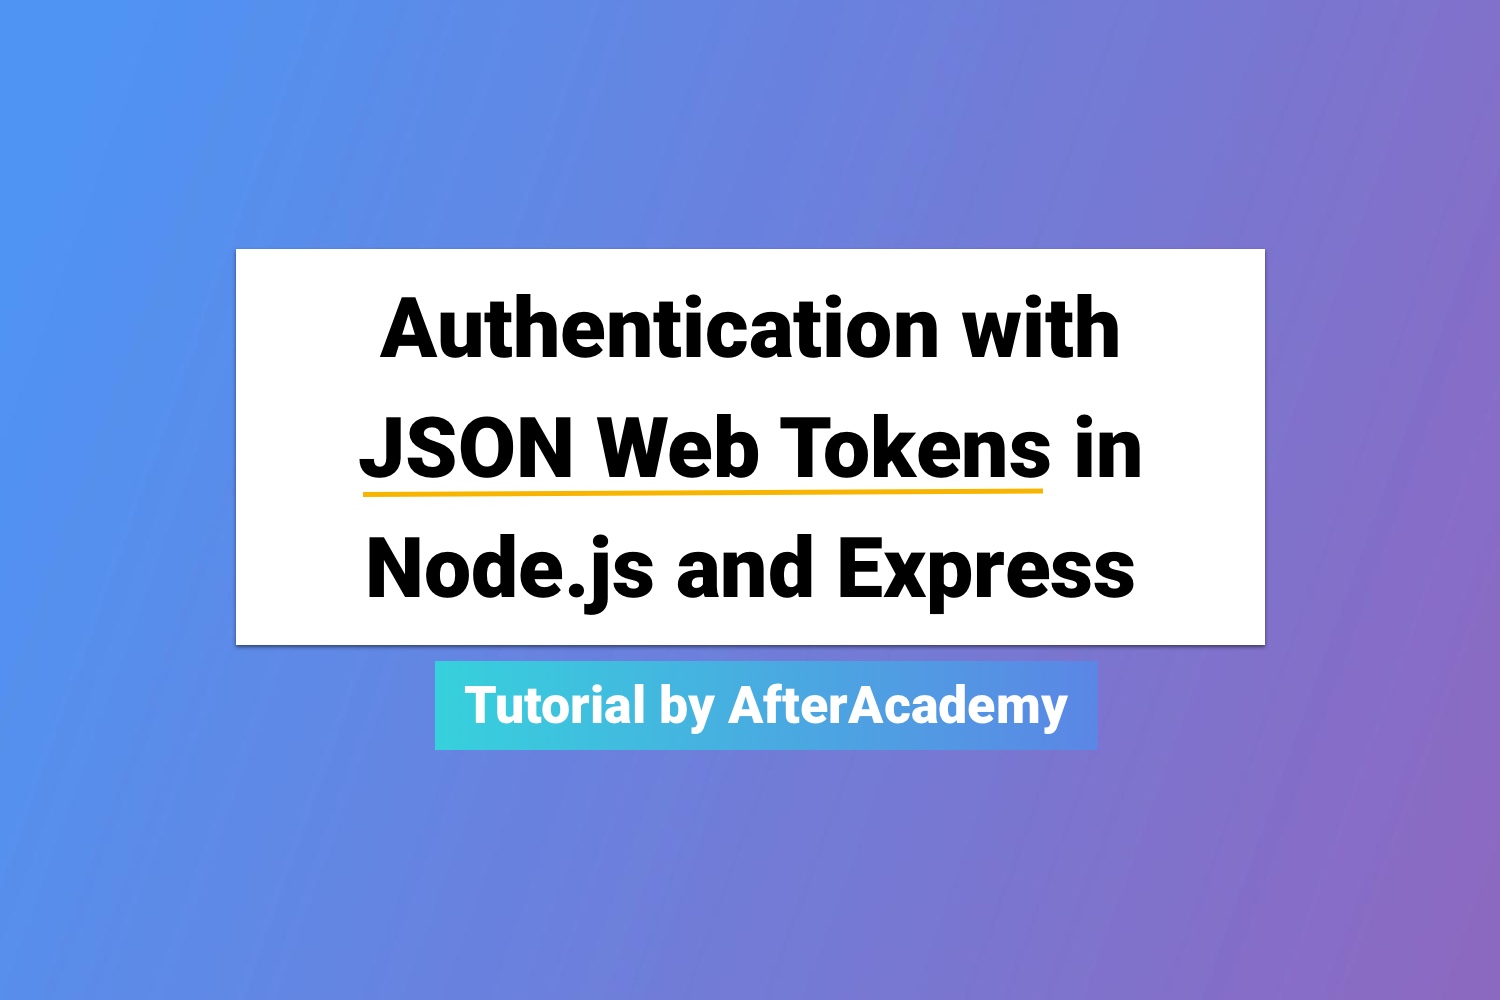 Authentication with
JSON Web Tokens in
Node.js and Express
Tutorial by AfterAcademy